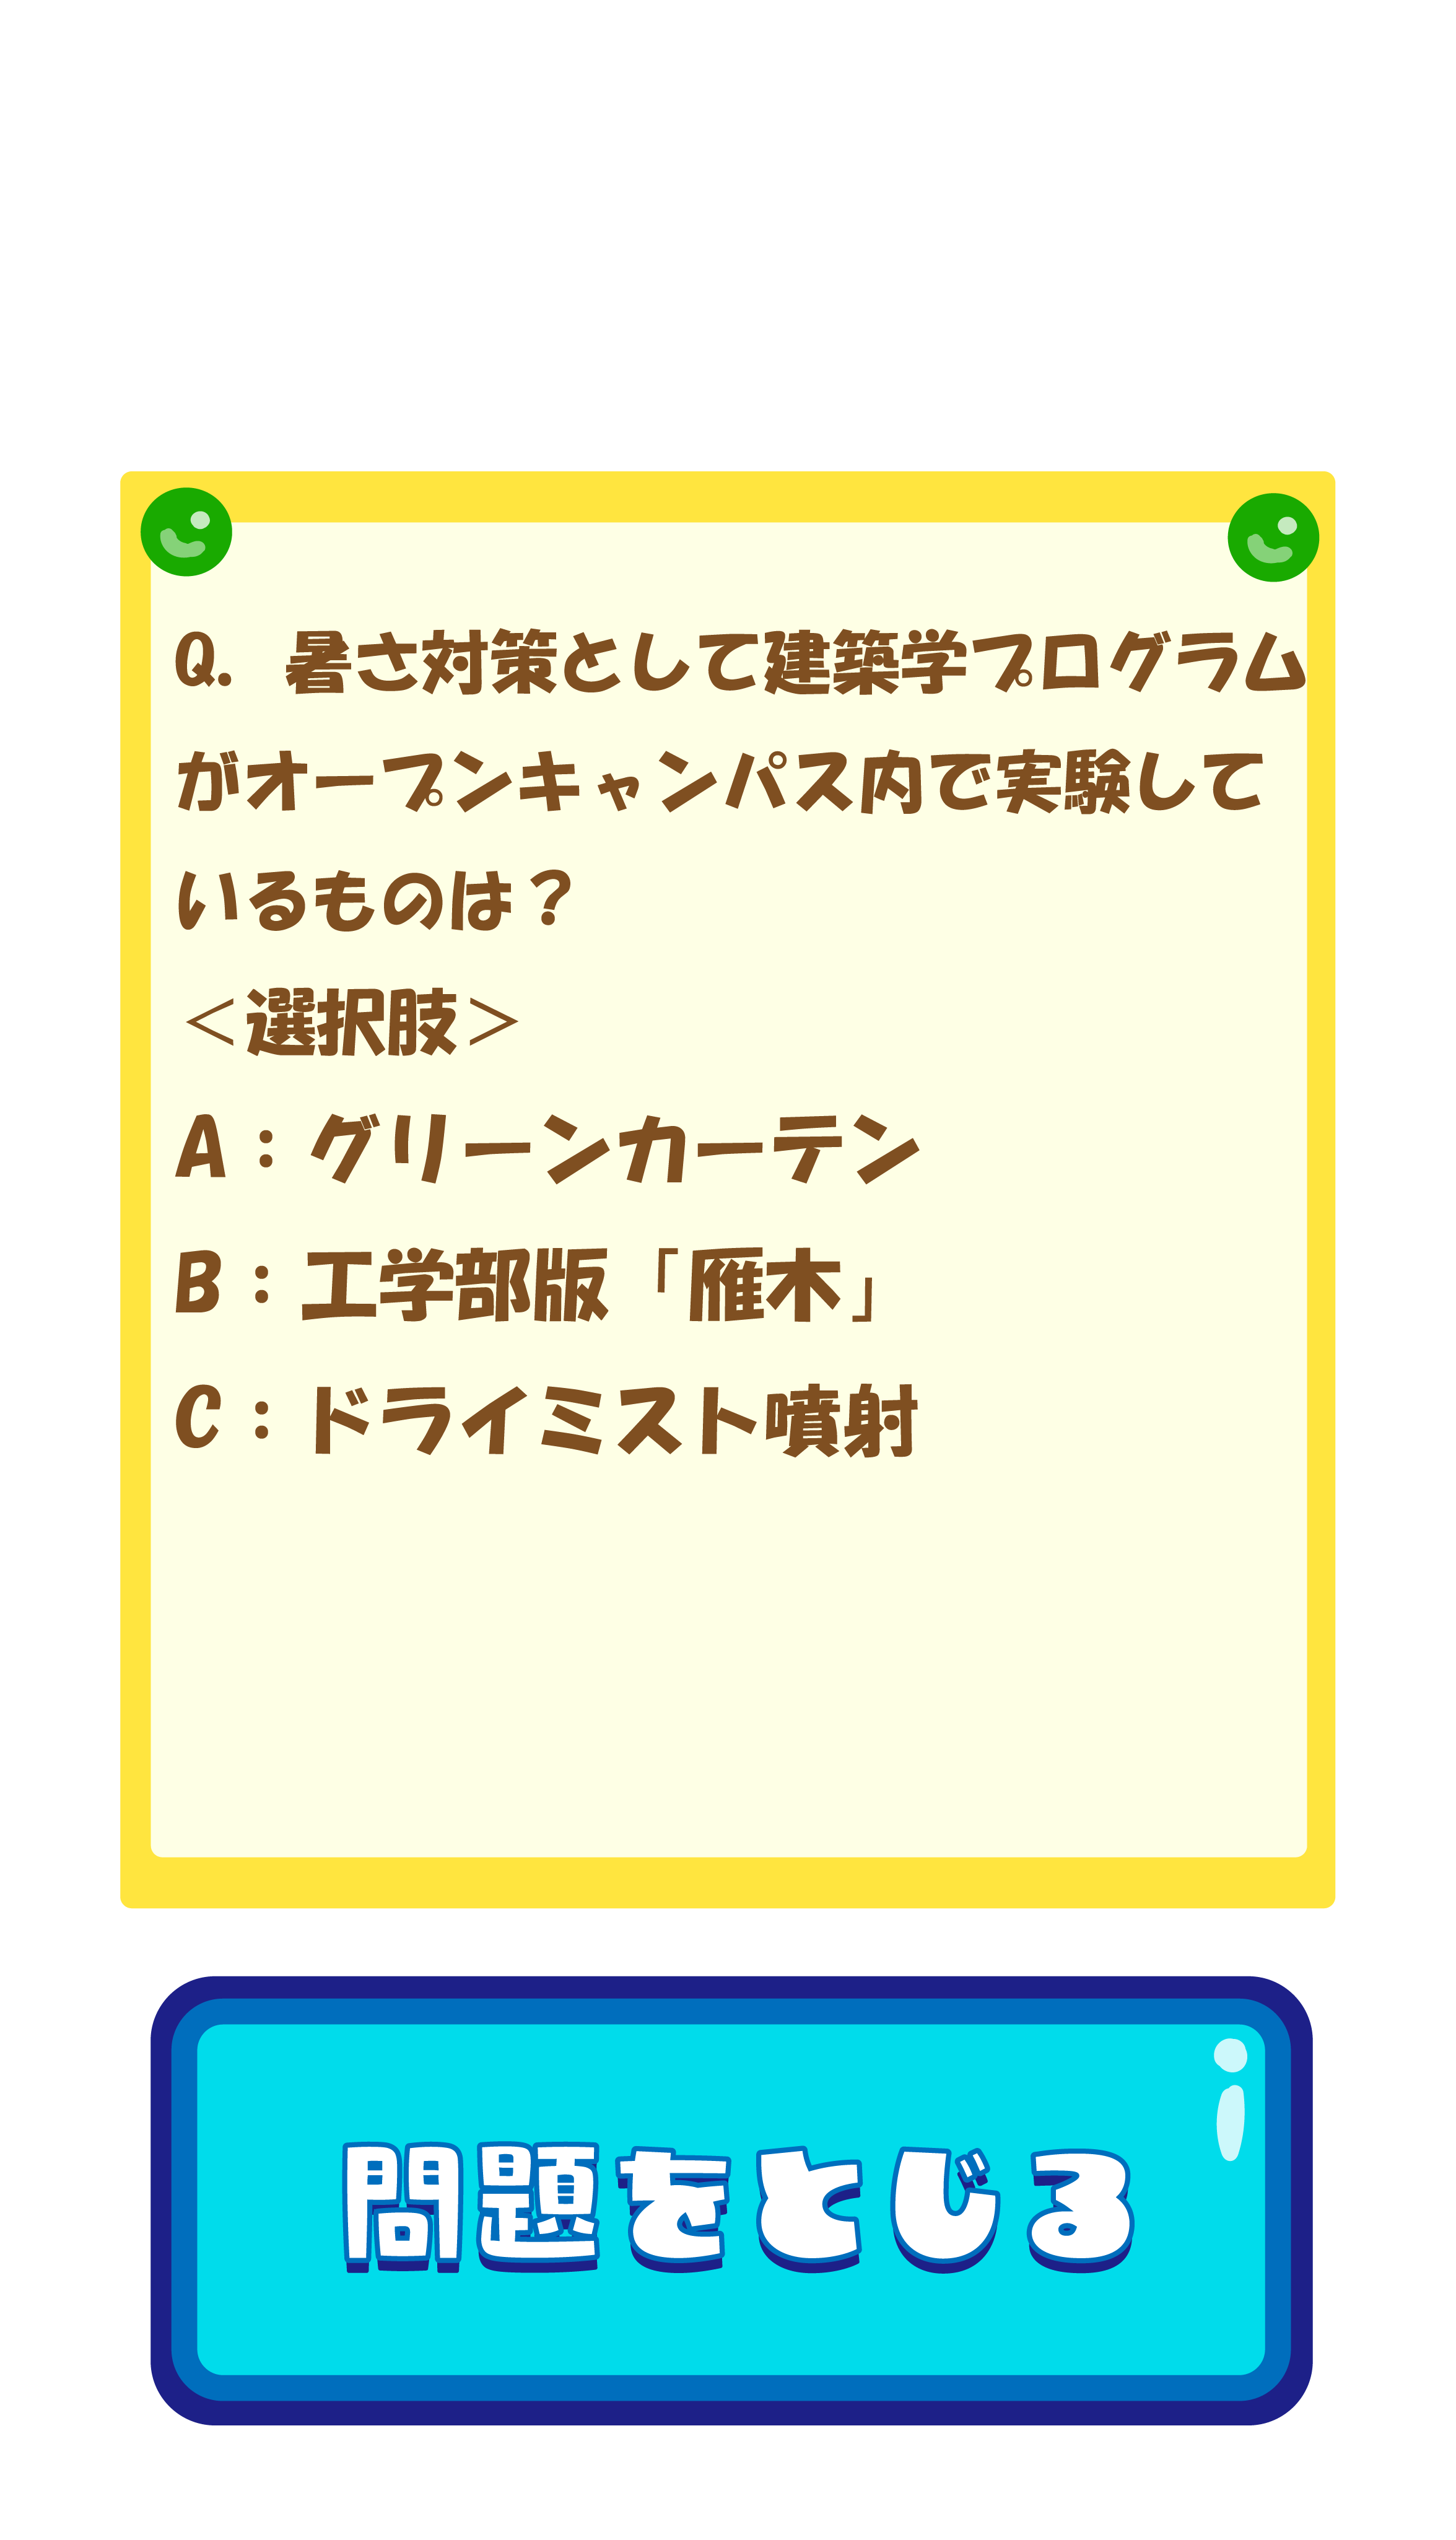 Q. 暑さ対策として建築学プログラム
がオープンキャンパス内で実験して
いるものは？
＜選択肢＞
A：グリーンカーテン
B：工学部版「雁木」
C：ドライミスト噴射
問題をとじる